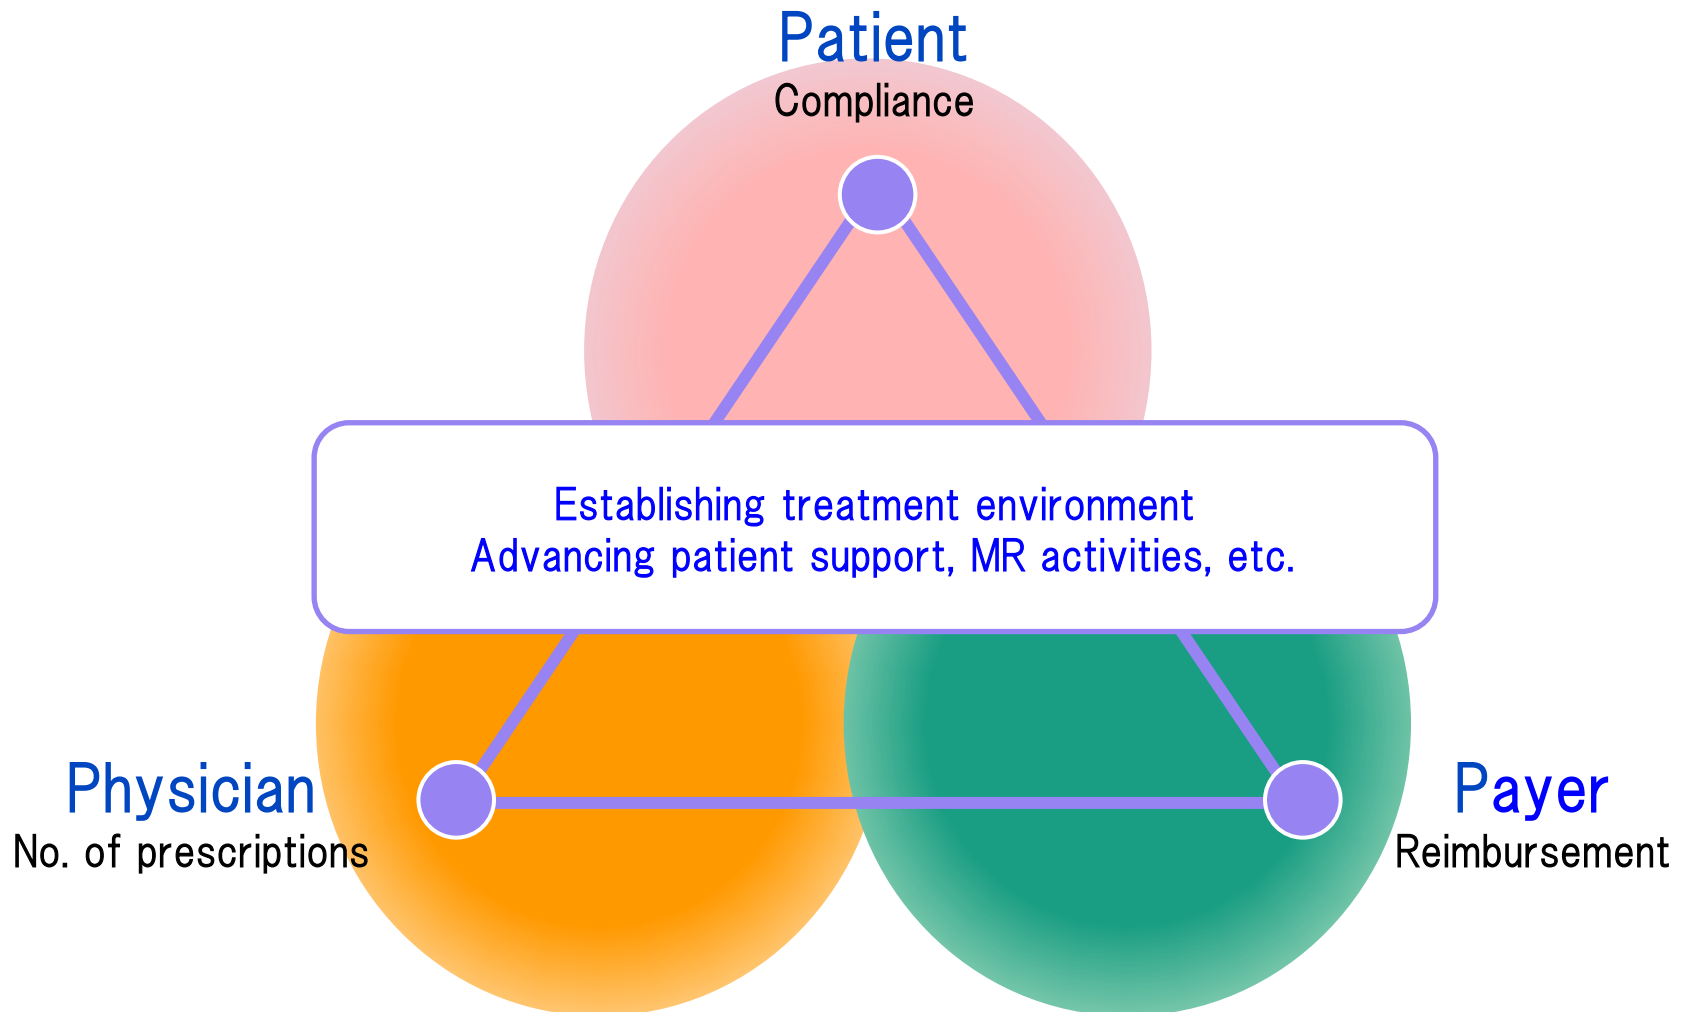 Patient
Compliance
Establishing treatment environment
Advancing patient support, MR activities, etc.
Physician
No. of prescriptions
Payer
Reimbursement